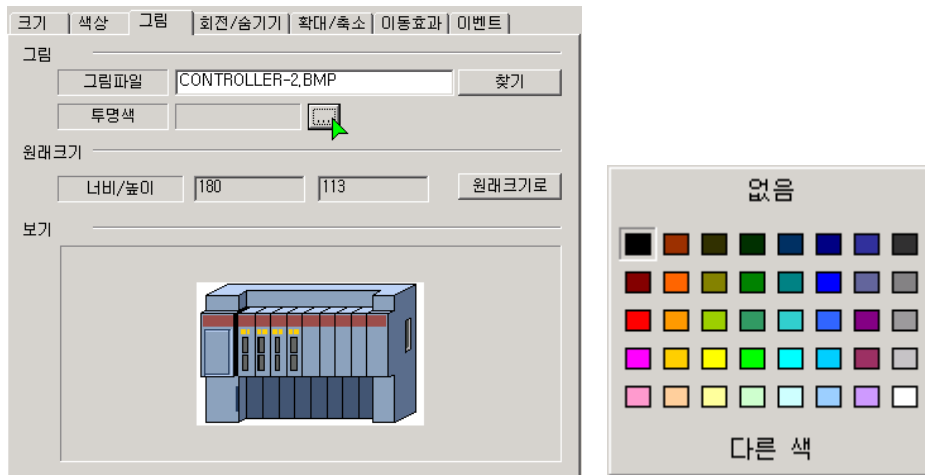 크기 색상 그림 회전/숨기기 확대/축소 이동효과 이벤트
그림
그림파일 CONTROLLER-2.BMP 찾기
투명색 ...
원래크기
너비/높이 180 113 원래크기로
보기
없음
다른 색